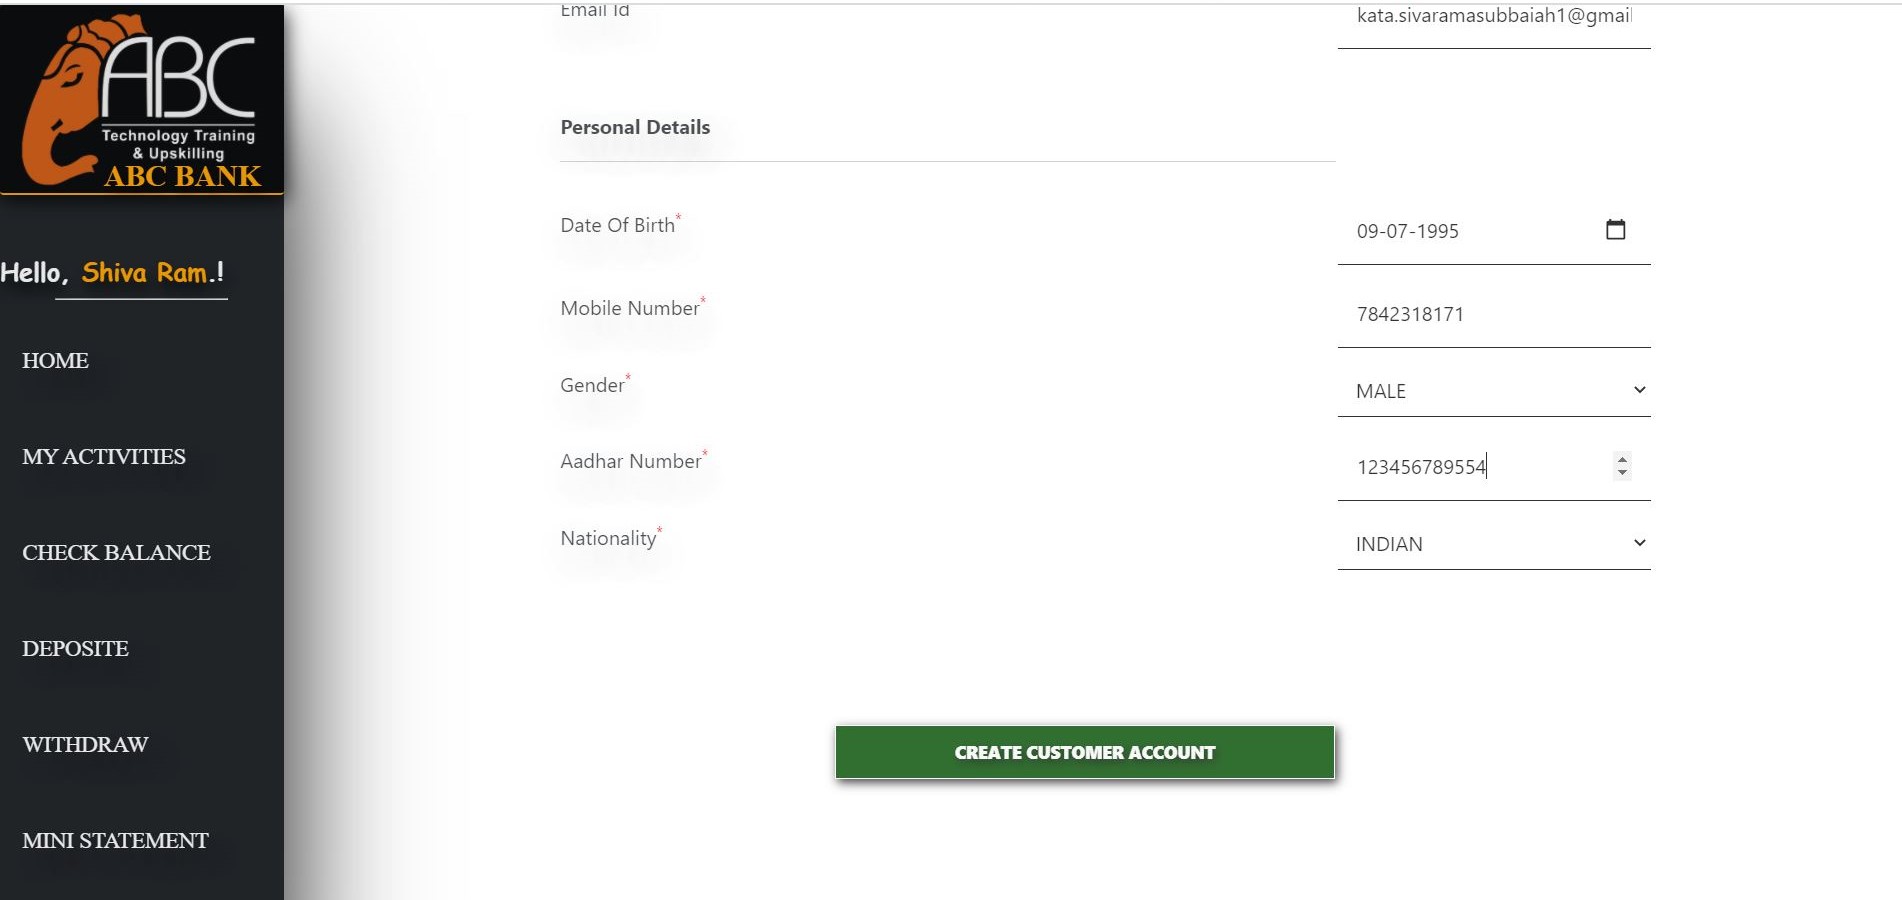 ABC
Technology Training
& Upskilling
ABC BANK
Hello, Shiva Ram.!
HOME
MY ACTIVITIES
CHECK BALANCE
DEPOSITE
WITHDRAW
MINI STATEMENT
Email Id
kata.sivaramasubbaiah1@gmail
Personal Details
Date Of Birth*
09-07-1995
Mobile Number*
7842318171
Gender*
MALE
Aadhar Number*
123456789554
Nationality*
INDIAN
CREATE CUSTOMER ACCOUNT